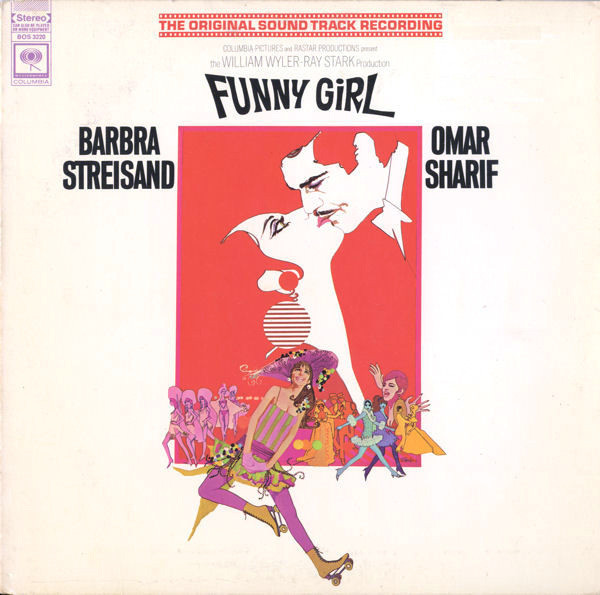 Stereo
CAN ALSO BE PLAYED
ON MONO EQUIPMENT
BOS 3220
COLUMBIA
THE ORIGINAL SOUND TRACK RECORDING
COLUMBIA PICTURES and RASTAR PRODUCTIONS present
the WILLIAM WYLER-RAY STARK Production
FUNNY GiRL
BARBRA
STREISAND
OMAR
SHARIF